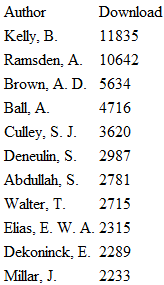 Author Download
Kelly, B. 11835
Ramsden, A. 10642
Brown, A. D. 5634
Ball, A. 4716
Culley, S. J. 3620
Deneulin, S. 2987
Abdullah, S. 2781
Walter, T. 2715
Elias, E. W. A. 2315
Dekoninck, E. 2289
Millar, J. 2233